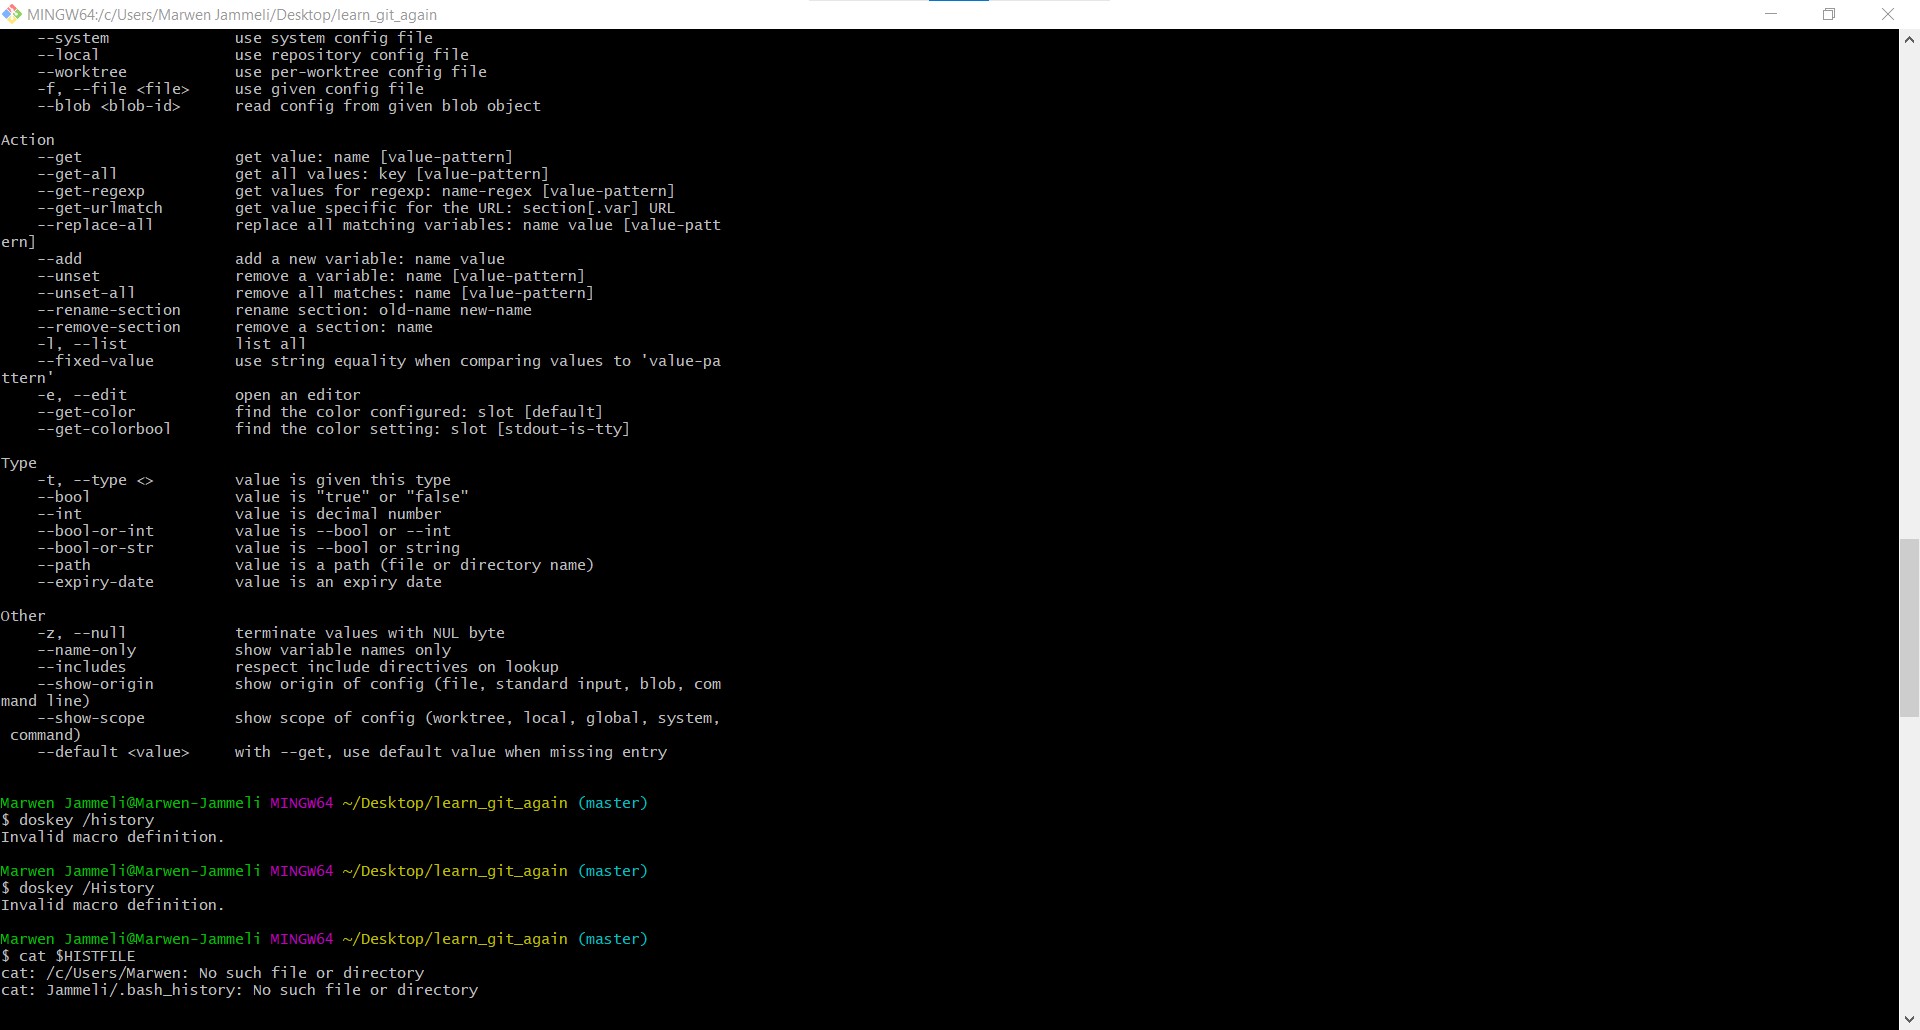 MINGW64:/c/Users/Marwen Jammeli/Desktop/learn_git_again
    --system              use system config file
    --local               use repository config file
    --worktree            use per-worktree config file
    -f, --file <file>     use given config file
    --blob <blob-id>      read config from given blob object

Action
    --get                 get value: name [value-pattern]
    --get-all             get all values: key [value-pattern]
    --get-regexp          get values for regexp: name-regex [value-pattern]
    --get-urlmatch        get value specific for the URL: section[.var] URL
    --replace-all         replace all matching variables: name value [value-patt
ern]
    --add                 add a new variable: name value
    --unset               remove a variable: name [value-pattern]
    --unset-all           remove all matches: name [value-pattern]
    --rename-section      rename section: old-name new-name
    --remove-section      remove a section: name
    -l, --list            list all
    --fixed-value         use string equality when comparing values to 'value-pa
ttern'
    -e, --edit            open an editor
    --get-color           find the color configured: slot [default]
    --get-colorbool       find the color setting: slot [stdout-is-tty]

Type
    -t, --type <>         value is given this type
    --bool                value is "true" or "false"
    --int                 value is decimal number
    --bool-or-int         value is --bool or --int
    --bool-or-str         value is --bool or string
    --path                value is a path (file or directory name)
    --expiry-date         value is an expiry date

Other
    -z, --null            terminate values with NUL byte
    --name-only           show variable names only
    --includes            respect include directives on lookup
    --show-origin         show origin of config (file, standard input, blob, com
mand line)
    --show-scope          show scope of config (worktree, local, global, system,
 command)
    --default <value>     with --get, use default value when missing entry

Marwen Jammeli@Marwen-Jammeli MINGW64 ~/Desktop/learn_git_again (master)
$ doskey /history
Invalid macro definition.

Marwen Jammeli@Marwen-Jammeli MINGW64 ~/Desktop/learn_git_again (master)
$ doskey /History
Invalid macro definition.

Marwen Jammeli@Marwen-Jammeli MINGW64 ~/Desktop/learn_git_again (master)
$ cat $HISTFILE
cat: /c/Users/Marwen: No such file or directory
cat: Jammeli/.bash_history: No such file or directory